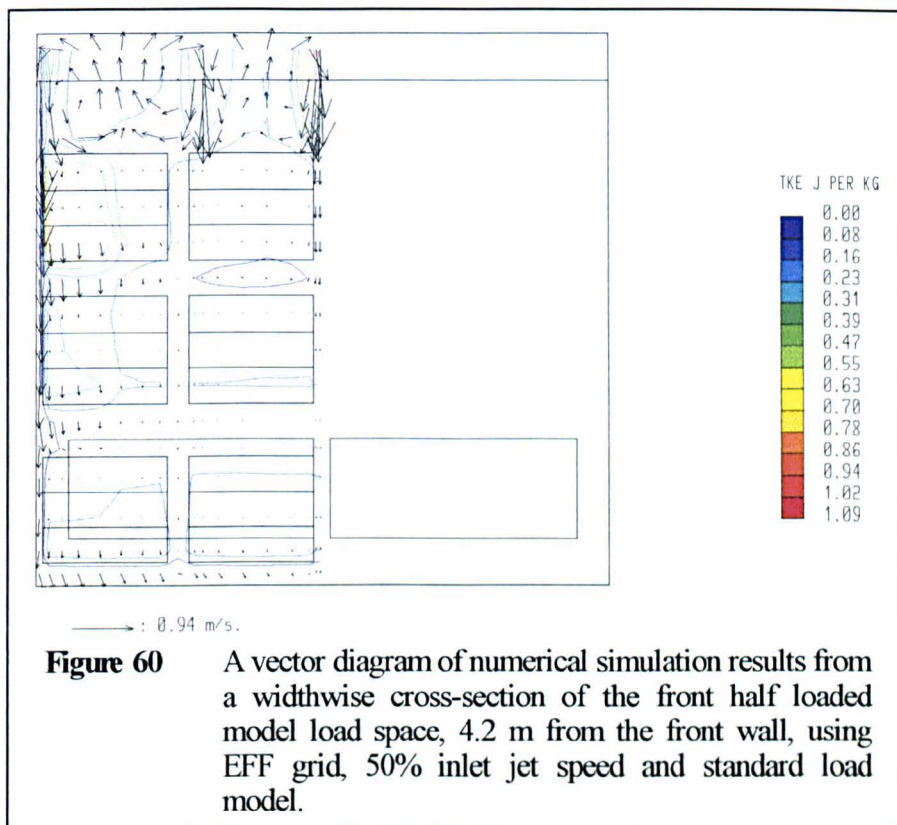 TKE J PER KG
0.00
0.08
0.16
0.23
0.31
0.39
0.47
0.55
0.63
0.70
0.78
0.86
0.94
1.02
1.09
: 0.94 m/s.
Figure 60 A vector diagram of numerical simulation results from
a widthwise cross-section of the front half loaded
model load space, 4.2 m from the front wall, using
EFF grid, 50% inlet jet speed and standard load
model.